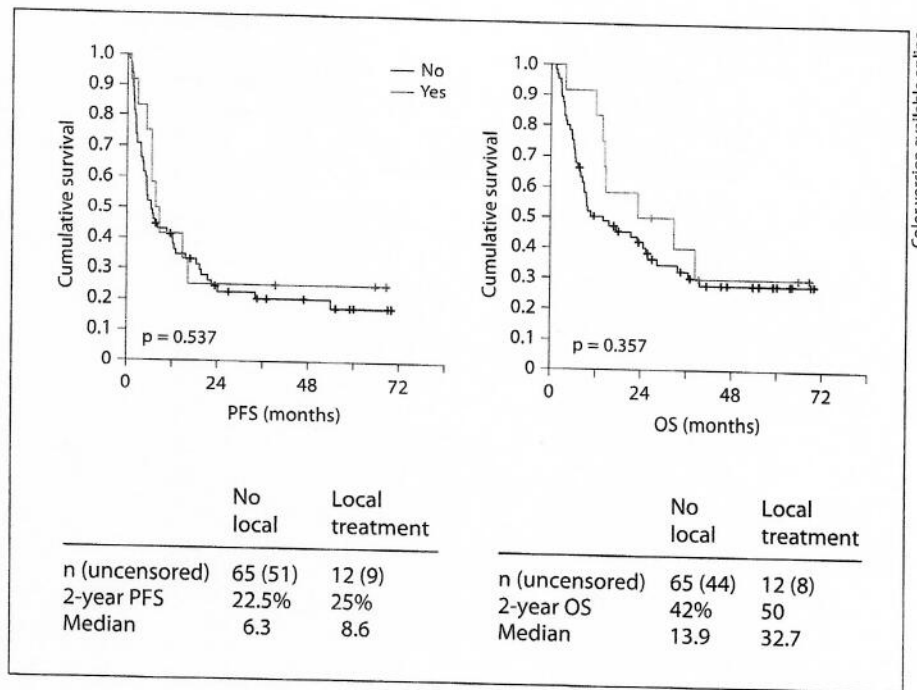 1.0
0.9
0.8
0.7
0.6
0.5
0.4
0.3
0.2
0.1
0
Cumulative survival
No
Yes
p = 0.537
0 24 48 72
PFS (months)
1.0
0.9
0.8
0.7
0.6
0.5
0.4
0.3
0.2
0.1
0
Cumulative survival
p = 0.357
0 24 48 72
OS (months)
No local Local treatment
n (uncensored) 65 (51) 12 (9)
2-year PFS 22.5% 25%
Median 6.3 8.6
No local Local treatment
n (uncensored) 65 (44) 12 (8)
2-year OS 42% 50
Median 13.9 32.7